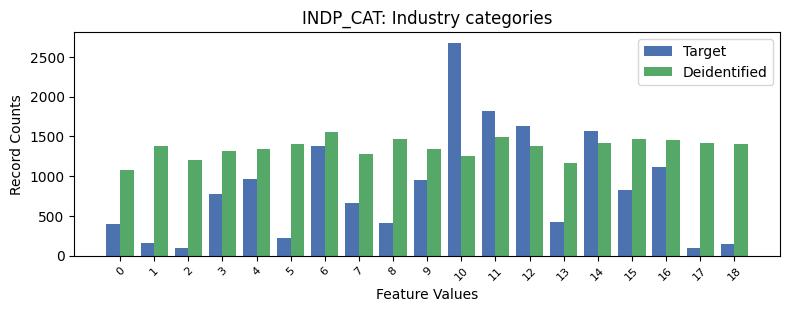 INDP_CAT: Industry categories
Target
Deidentified
Record Counts
2500
2000
1500
1000
500
0
0 1 2 3 4 5 6 7 8 9 10 11 12 13 14 15 16 17 18
Feature Values